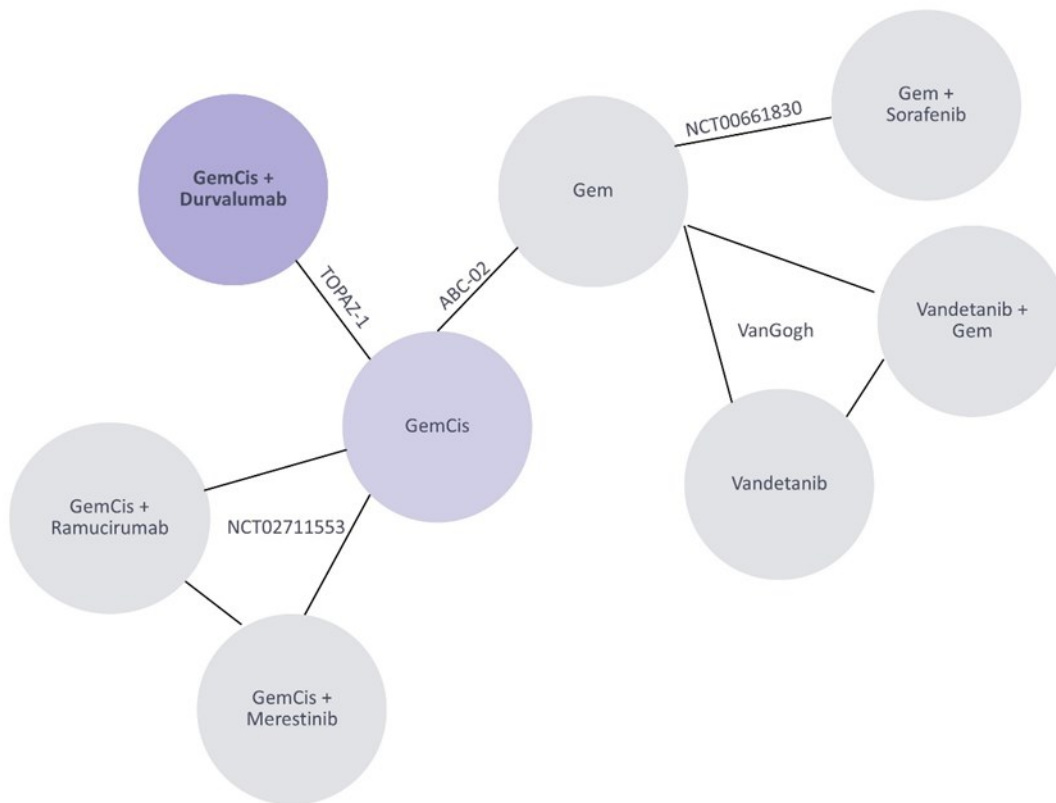 NCT00661830
Gem +
Sorafenib
GemCis +
Durvalumab
Gem
TOPAZ-1
ABC-02
VanGogh
Vandetanib +
Gem
GemCis
Vandetanib
GemCis +
Ramucirumab
NCT02711553
GemCis +
Merestinib